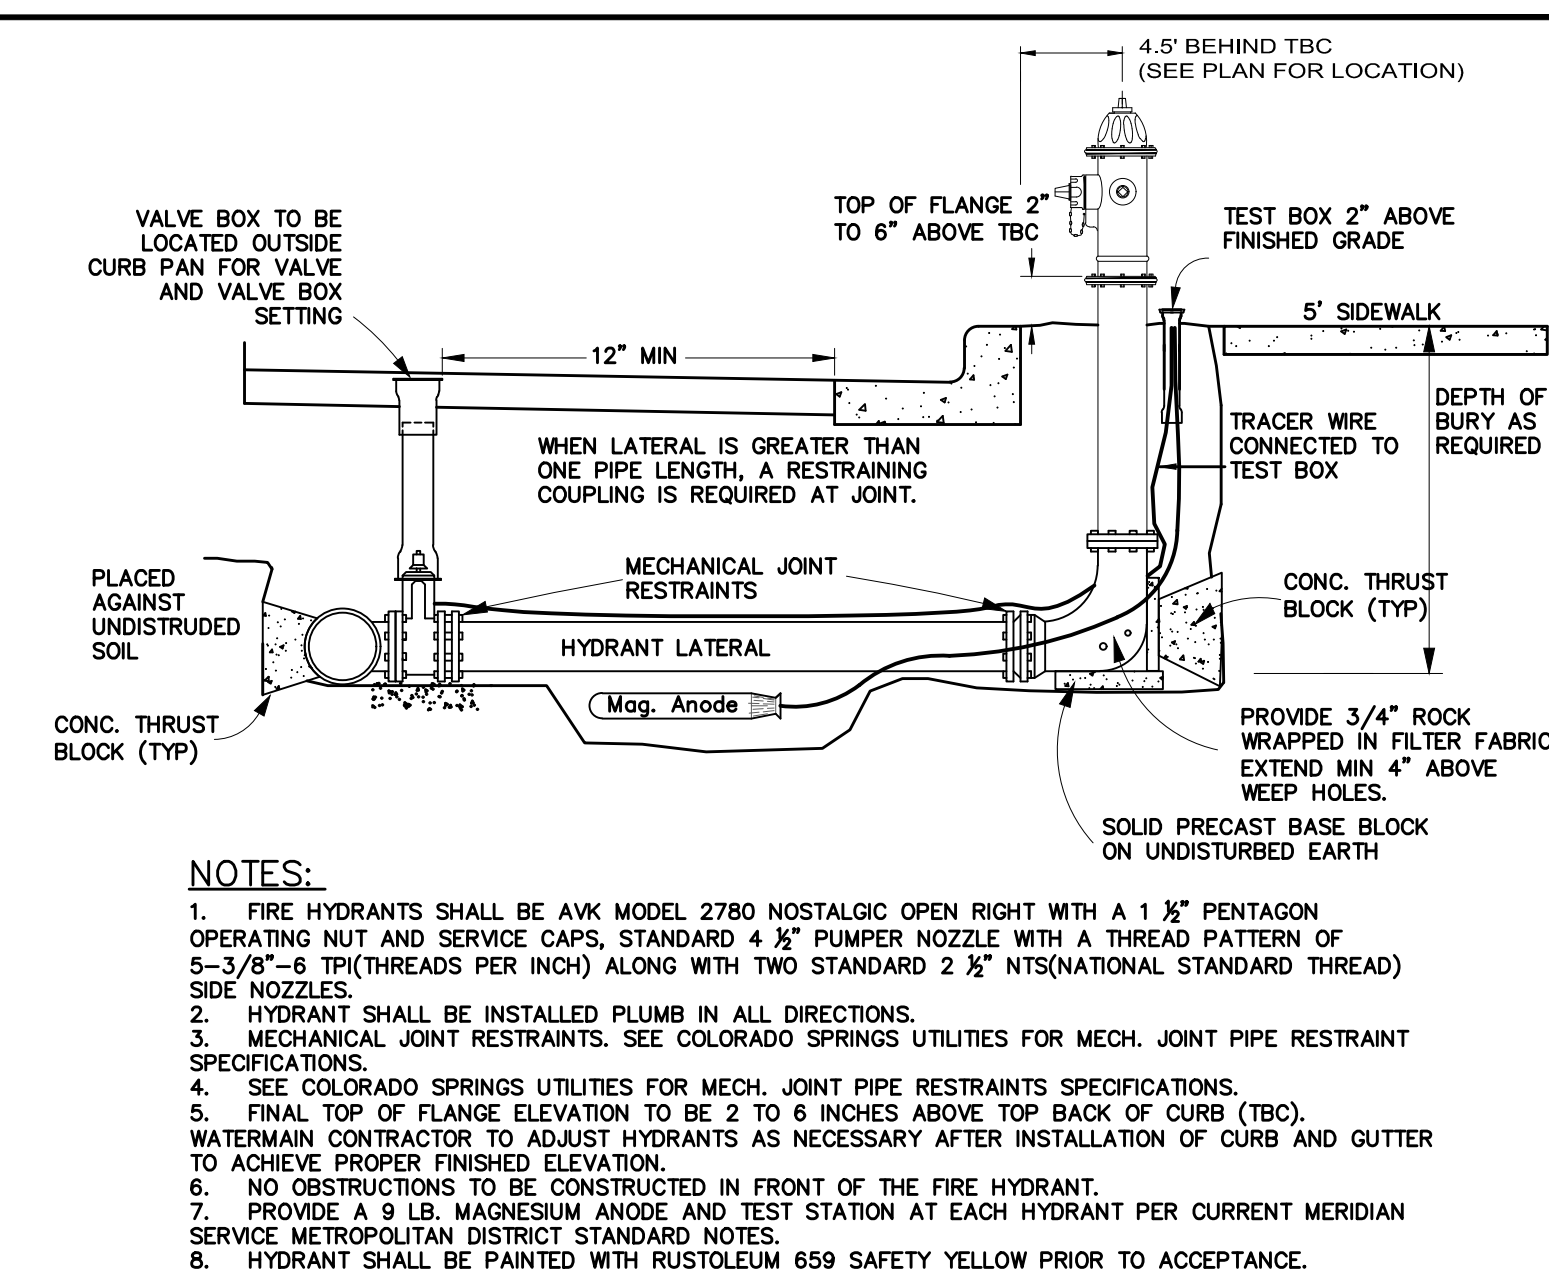 4.5' BEHIND TBC
(SEE PLAN FOR LOCATION)
TOP OF FLANGE 2"
TO 6" ABOVE TBC
VALVE BOX TO BE
LOCATED OUTSIDE
CURB PAN FOR VALVE
AND VALVE BOX
SETTING
TEST BOX 2" ABOVE
FINISHED GRADE
5' SIDEWALK
12" MIN
DEPTH OF
BURY AS
REQUIRED
TRACER WIRE
CONNECTED TO
TEST BOX
WHEN LATERAL IS GREATER THAN
ONE PIPE LENGTH, A RESTRAINING
COUPLING IS REQUIRED AT JOINT.
MECHANICAL JOINT
RESTRAINTS
PLACED
AGAINST
UNDISTRUDED
SOIL
CONC. THRUST
BLOCK (TYP)
HYDRANT LATERAL
Mag. Anode
CONC. THRUST
BLOCK (TYP)
PROVIDE 3/4" ROCK
WRAPPED IN FILTER FABRIC
EXTEND MIN 4" ABOVE
WEEP HOLES.
SOLID PRECAST BASE BLOCK
ON UNDISTURBED EARTH
NOTES:
1. FIRE HYDRANTS SHALL BE AVK MODEL 2780 NOSTALGIC OPEN RIGHT WITH A 1 ½" PENTAGON
OPERATING NUT AND SERVICE CAPS, STANDARD 4 ½" PUMPER NOZZLE WITH A THREAD PATTERN OF
5-3/8"-6 TPI(THREADS PER INCH) ALONG WITH TWO STANDARD 2 ½" NTS(NATIONAL STANDARD THREAD)
SIDE NOZZLES.
2. HYDRANT SHALL BE INSTALLED PLUMB IN ALL DIRECTIONS.
3. MECHANICAL JOINT RESTRAINTS. SEE COLORADO SPRINGS UTILITIES FOR MECH. JOINT PIPE RESTRAINT
SPECIFICATIONS.
4. SEE COLORADO SPRINGS UTILITIES FOR MECH. JOINT PIPE RESTRAINTS SPECIFICATIONS.
5. FINAL TOP OF FLANGE ELEVATION TO BE 2 TO 6 INCHES ABOVE TOP BACK OF CURB (TBC).
WATERMAIN CONTRACTOR TO ADJUST HYDRANTS AS NECESSARY AFTER INSTALLATION OF CURB AND GUTTER
TO ACHIEVE PROPER FINISHED ELEVATION.
6. NO OBSTRUCTIONS TO BE CONSTRUCTED IN FRONT OF THE FIRE HYDRANT.
7. PROVIDE A 9 LB. MAGNESIUM ANODE AND TEST STATION AT EACH HYDRANT PER CURRENT MERIDIAN
SERVICE METROPOLITAN DISTRICT STANDARD NOTES.
8. HYDRANT SHALL BE PAINTED WITH RUSTOLEUM 659 SAFETY YELLOW PRIOR TO ACCEPTANCE.